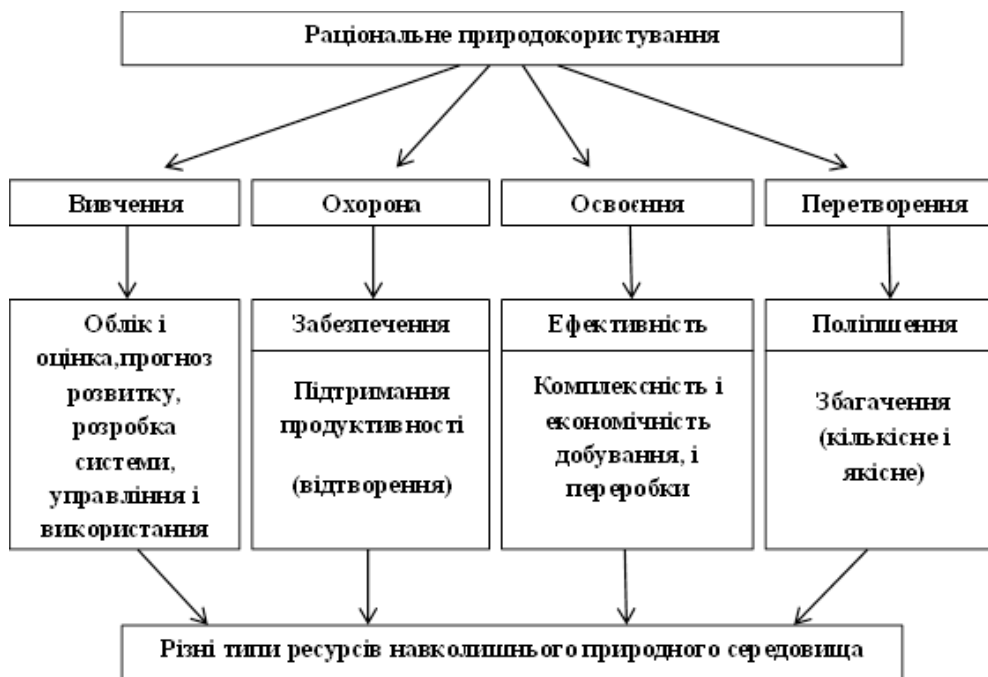 Раціональне природокористування
Вивчення
Охорона
Освоєння
Перетворення
Облік і
оцінка,прогноз
розвитку,
розробка
системи,
управління і
використання
Забезпечення
Підтримання
продуктивності
(відтворення)
Ефективність
Комплексність і
економічність
добування, і
переробки
Поліпшення
Збагачення
(кількісне і
якісне)
Різні типи ресурсів навколишнього природного середовища